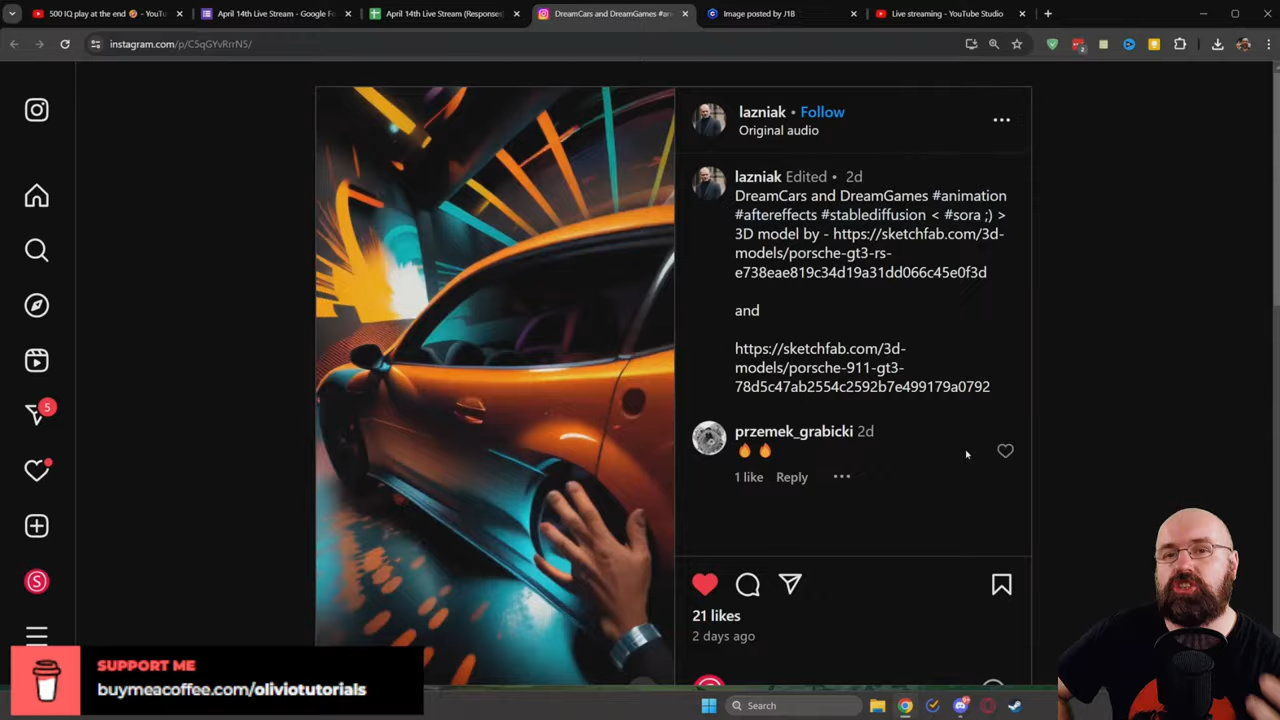 500 IQ play at the end - YouTu
April 14th Live Stream - Google Fo
April 14th Live Stream (Responses)
DreamCars and DreamGames #an
Image posted by J1B
Live streaming - YouTube Studio
instagram.com/p/C5qGYvRrrN5/
2
lazniak • Follow
Original audio
lazniak Edited • 2d
DreamCars and DreamGames #animation
#aftereffects #stablediffusion < #sora ;) >
3D model by - https://sketchfab.com/3d-
models/porsche-gt3-rs-
e738eae819c34d19a31dd066c45e0f3d
and
https://sketchfab.com/3d-
models/porsche-911-gt3-
78d5c47ab2554c2592b7e499179a0792
przemek_grabicki 2d
🔥 🔥
1 like Reply
5
S
21 likes
2 days ago
SUPPORT ME
buymeacoffee.com/oliviotutorials
Search